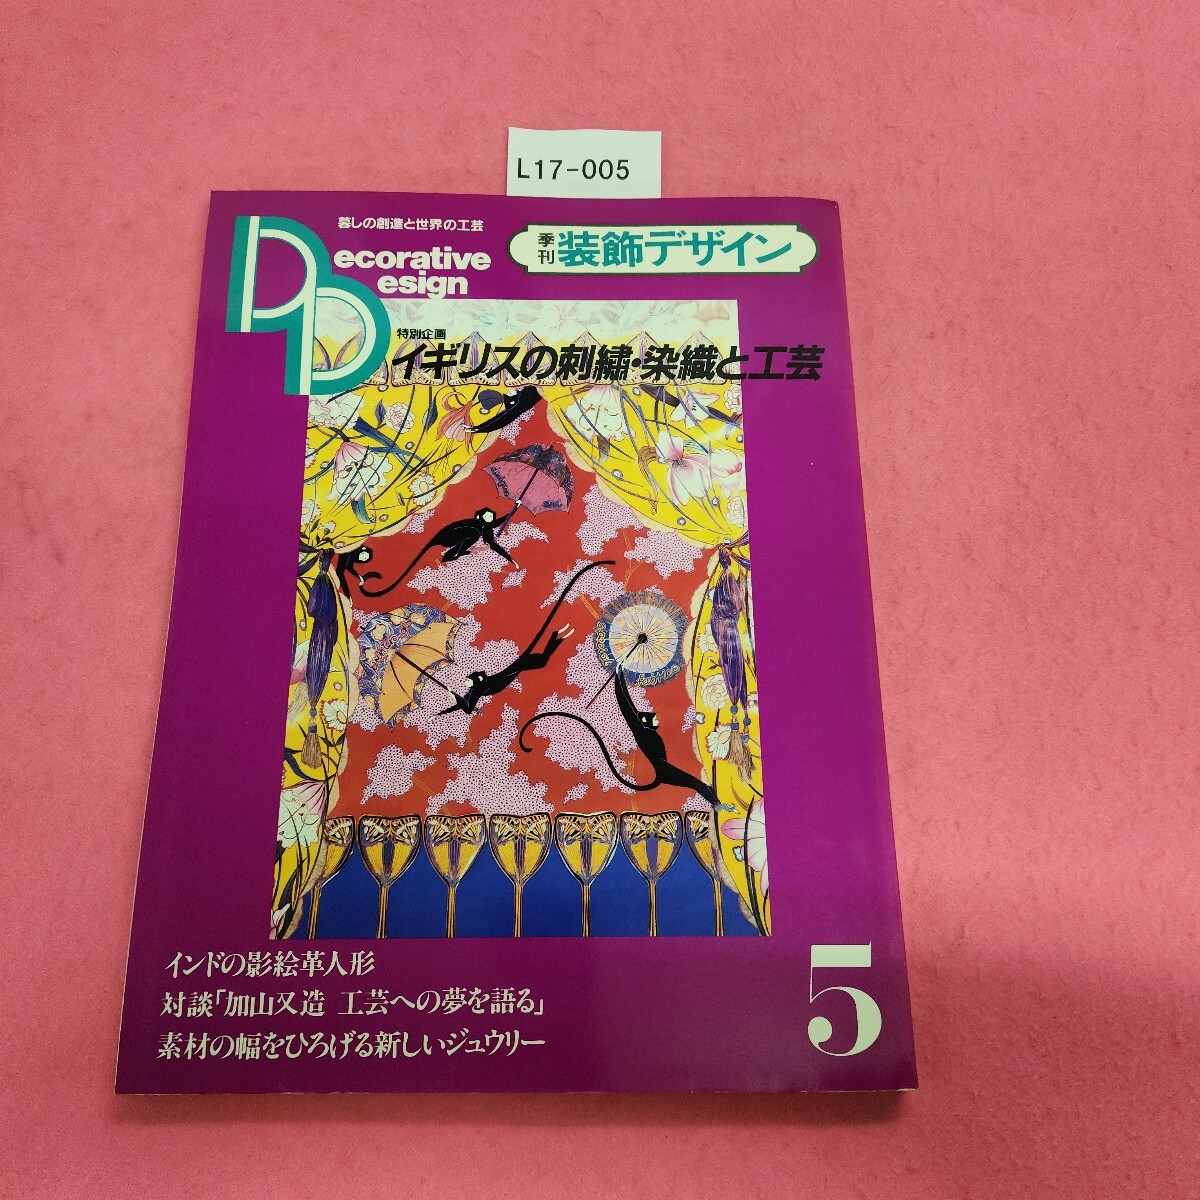 L17-005
暮しの創造と世界の工芸
Decorative
Design
季刊 装飾デザイン
特別企画
イギリスの刺繍・染織と工芸
インドの影絵革人形
対談「加山又造 工芸への夢を語る」
素材の幅をひろげる新しいジュウリー
5